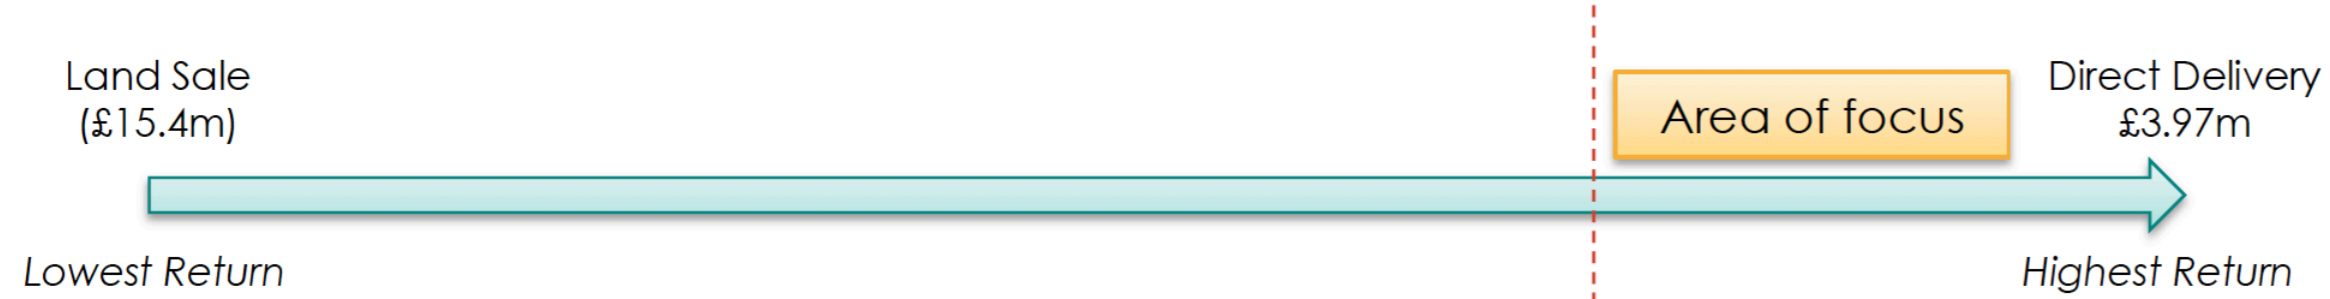 Land Sale
(£15.4m)
Area of focus
Direct Delivery
£3.97m
Lowest Return
Highest Return